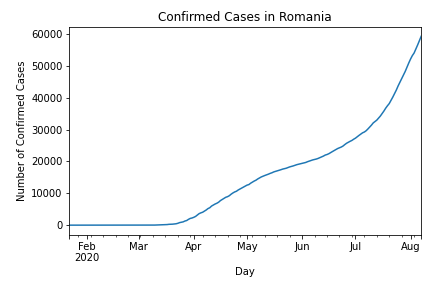 Confirmed Cases in Romania
Number of Confirmed Cases
60000
50000
40000
30000
20000
10000
0
Feb Mar Apr May Jun Jul Aug
2020
Day